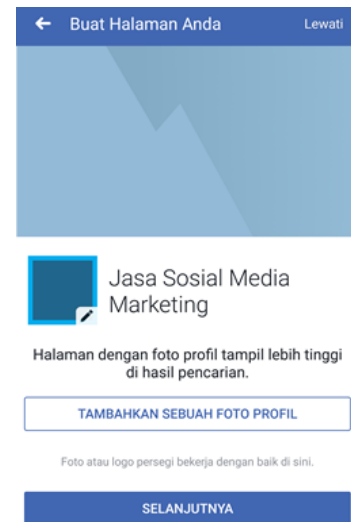 Buat Halaman Anda Lewati
Jasa Sosial Media
Marketing
Halaman dengan foto profil tampil lebih tinggi
di hasil pencarian.
TAMBAHKAN SEBUAH FOTO PROFIL
Foto atau logo persegi bekerja dengan baik di sini.
SELANJUTNYA